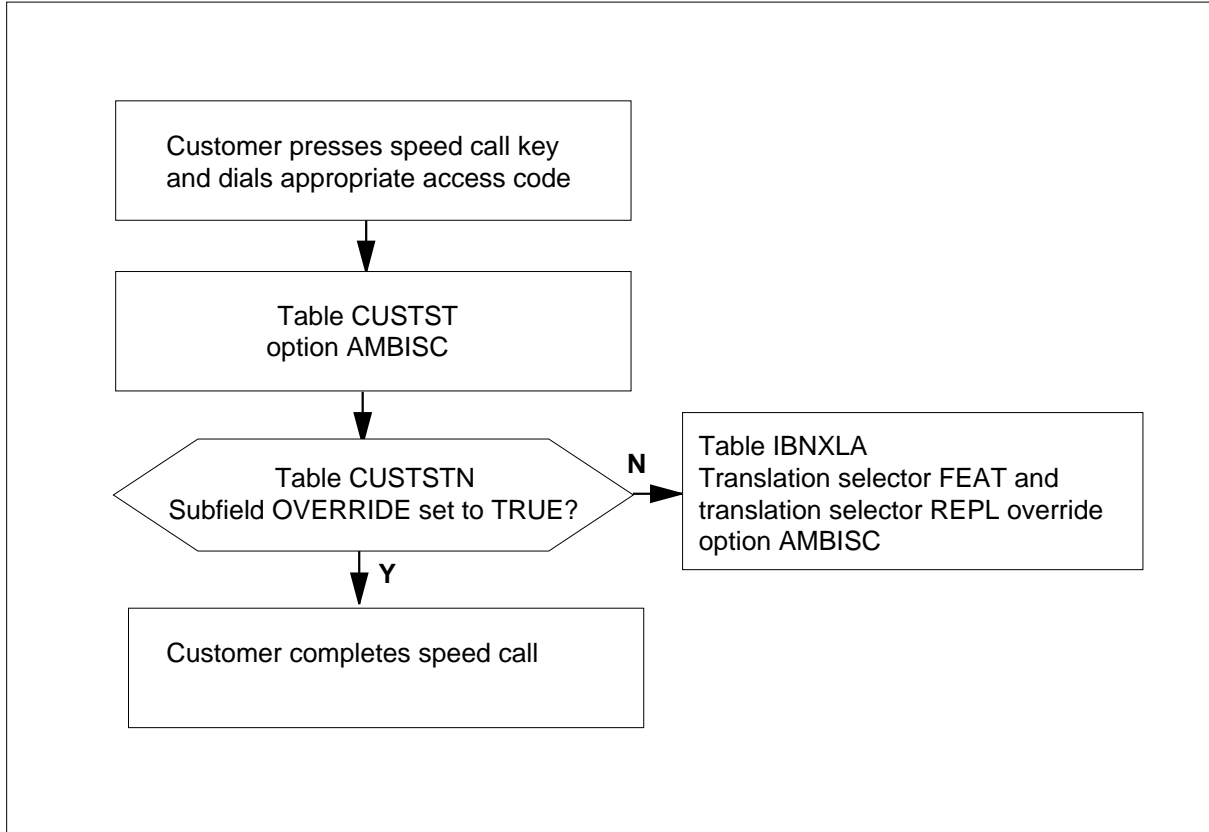 Customer presses speed call key
and dials appropriate access code
Table CUSTST
option AMBISC
Table CUSTSTN
Subfield OVERRIDE set to TRUE?
N
Table IBNXLA
Translation selector FEAT and
translation selector REPL override
option AMBISC
Y
Customer completes speed call